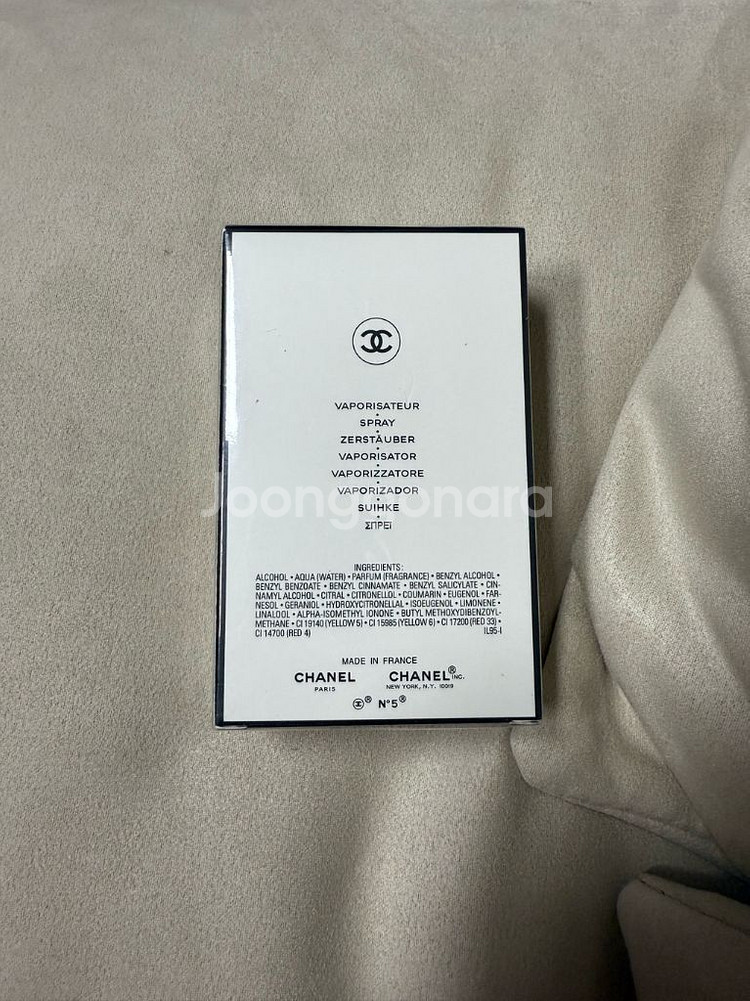 VAPORISATEUR
SPRAY
ZERSTÄUBER
VAPORISATOR
VAPORIZZATORE
VAPORIZADOR
Joonggonara
SUIHKE
ΣΠΡΕΪ
INGREDIENTS:
ALCOHOL • AQUA (WATER) • PARFUM (FRAGRANCE) • BENZYL ALCOHOL •
BENZYL BENZOATE • BENZYL CINNAMATE • BENZYL SALICYLATE • CIN-
NAMYL ALCOHOL • CITRAL • CITRONELLOL • COUMARIN • EUGENOL • FAR-
NESOL • GERANIOL • HYDROXYCITRONELLAL • ISOEUGENOL • LIMONENE •
LINALOOL • ALPHA-ISOMETHYL IONONE • BUTYL METHOXYDIBENZOYL-
METHANE • CI 19140 (YELLOW 5) • CI 15985 (YELLOW 6) • CI 17200 (RED 33) •
CI 14700 (RED 4) IL95-I
MADE IN FRANCE
CHANEL CHANEL® INC.
PARIS NEW YORK, N.Y. 10019
® N°5®